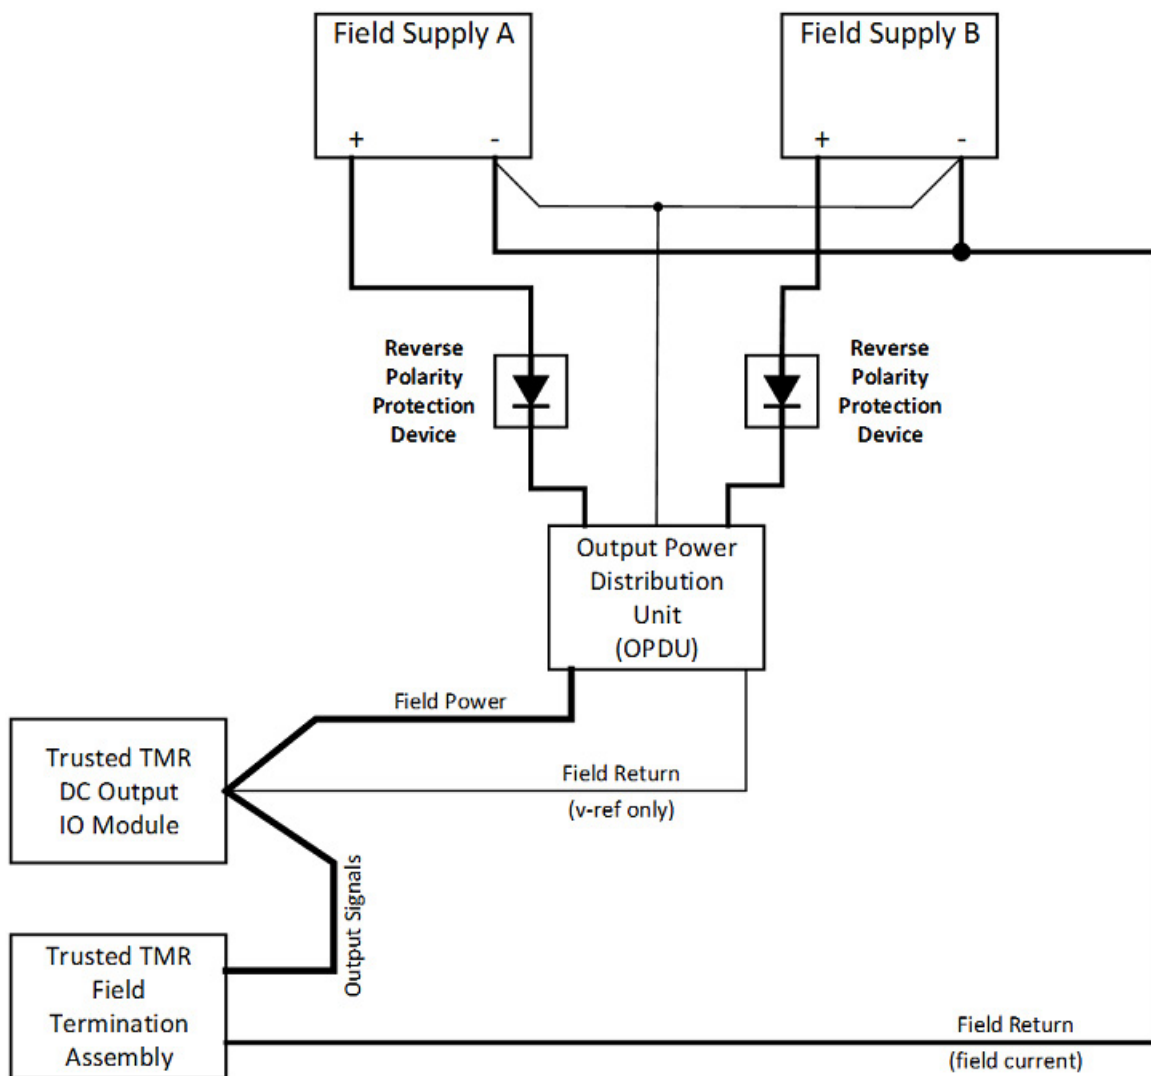 Field Supply A
+ -
Field Supply B
+ -
Reverse
Polarity
Protection
Device
Reverse
Polarity
Protection
Device
Output Power
Distribution
Unit
(OPDU)
Field Power
Trusted TMR
DC Output
IO Module
Field Return
(v-ref only)
Output Signals
Trusted TMR
Field
Termination
Assembly
Field Return
(field current)